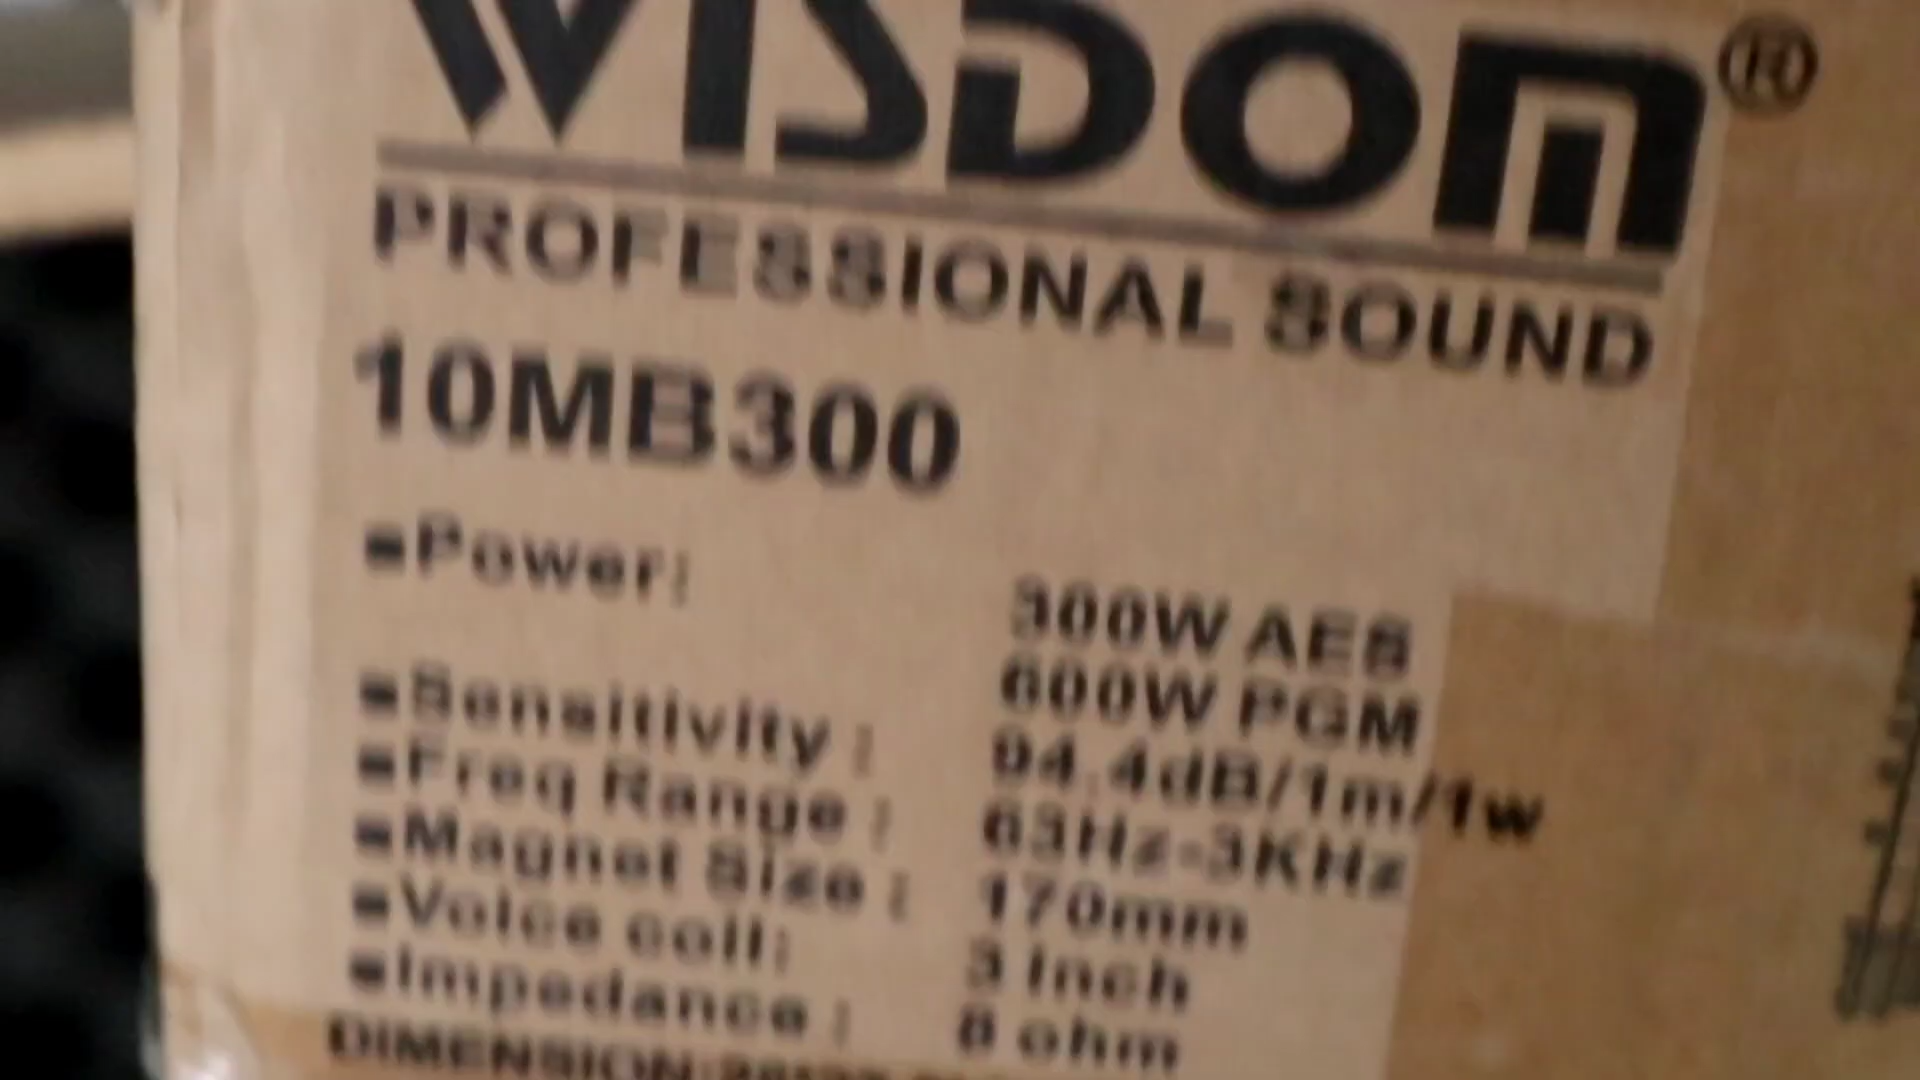 WISDOM®
PROFESSIONAL SOUND
10MB300
■Power:
300W AES
600W PGM
■Sensitivity : 94.4dB/1m/1w
■Freq Range : 63Hz-3KHz
■Magnet Size : 170mm
■Voice coil: 3 Inch
■Impedance : 8 ohm
DIMENSION: